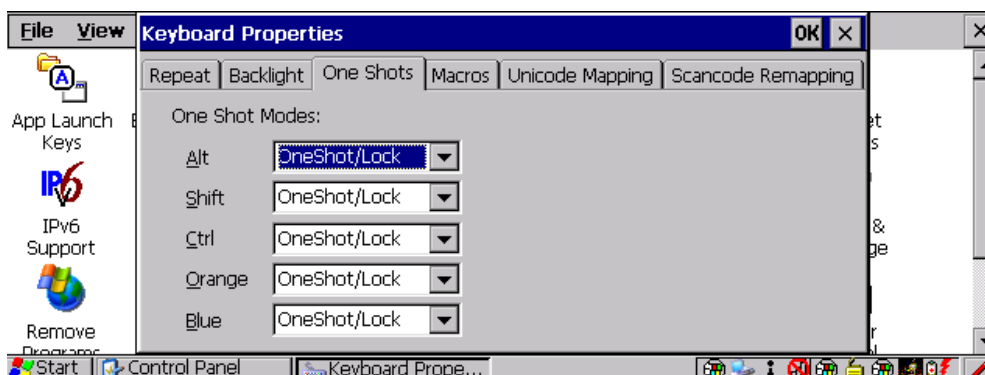 File View
Keyboard Properties OK
Repeat Backlight One Shots Macros Unicode Mapping Scancode Remapping
One Shot Modes:
Alt OneShot/Lock
Shift OneShot/Lock
Ctrl OneShot/Lock
Orange OneShot/Lock
Blue OneShot/Lock
App Launch
Keys
IPv6
IPv6
Support
Remove
Programs
&
Start Control Panel Keyboard Prope...